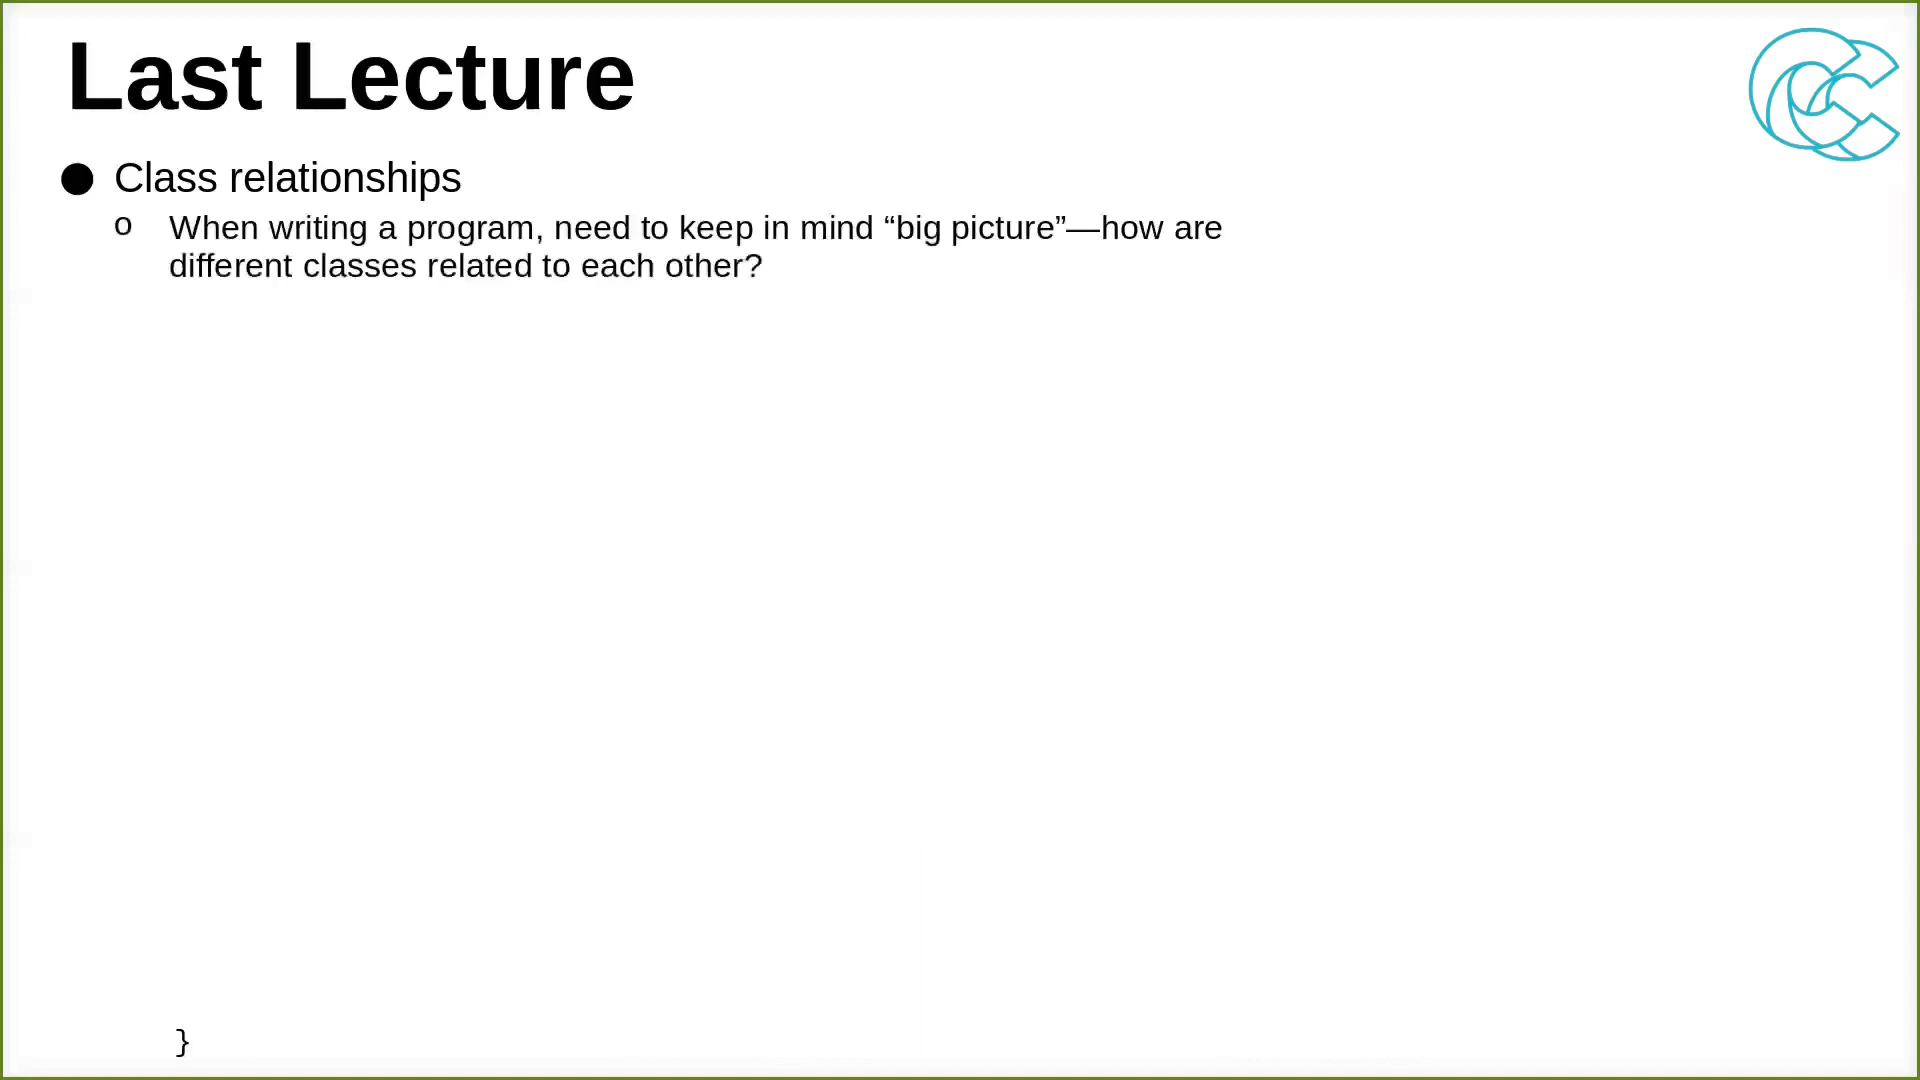 Last Lecture
● Class relationships
o When writing a program, need to keep in mind “big picture”—how are
different classes related to each other?
}